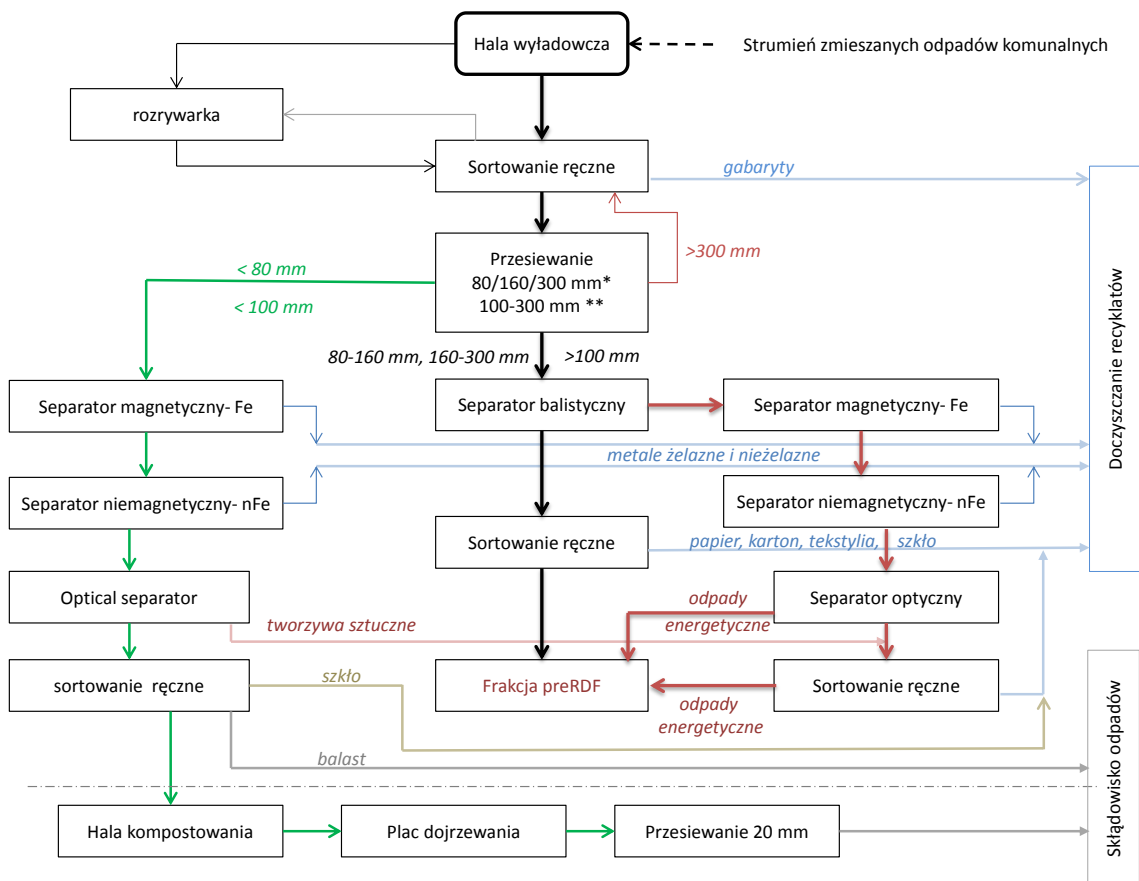 Hala wyładowcza
Strumień zmieszanych odpadów komunalnych
rozrywarka
Sortowanie ręczne
gabaryty
Przesiewanie
80/160/300 mm*
100-300 mm **
>300 mm
< 80 mm
< 100 mm
80-160 mm, 160-300 mm
>100 mm
Separator magnetyczny- Fe
Separator balistyczny
Separator magnetyczny- Fe
metale żelazne i nieżelazne
Doczyszczanie recyklatów
Separator niemagnetyczny- nFe
Separator niemagnetyczny- nFe
Sortowanie ręczne
papier, karton, tekstylia, szkło
Optical separator
Separator optyczny
odpady
energetyczne
tworzywa sztuczne
sortowanie ręczne
szkło
Frakcja preRDF
Sortowanie ręczne
odpady
energetyczne
balast
Skłądowisko odpadów
Hala kompostowania
Plac dojrzewania
Przesiewanie 20 mm